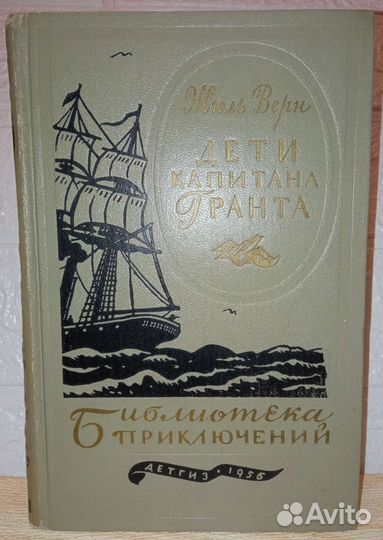 Жюль Верн
ДЕТИ
КАПИТАНА
ГРАНТА
Библиотека
приключений
ДЕТГИЗ • 1956
Avito